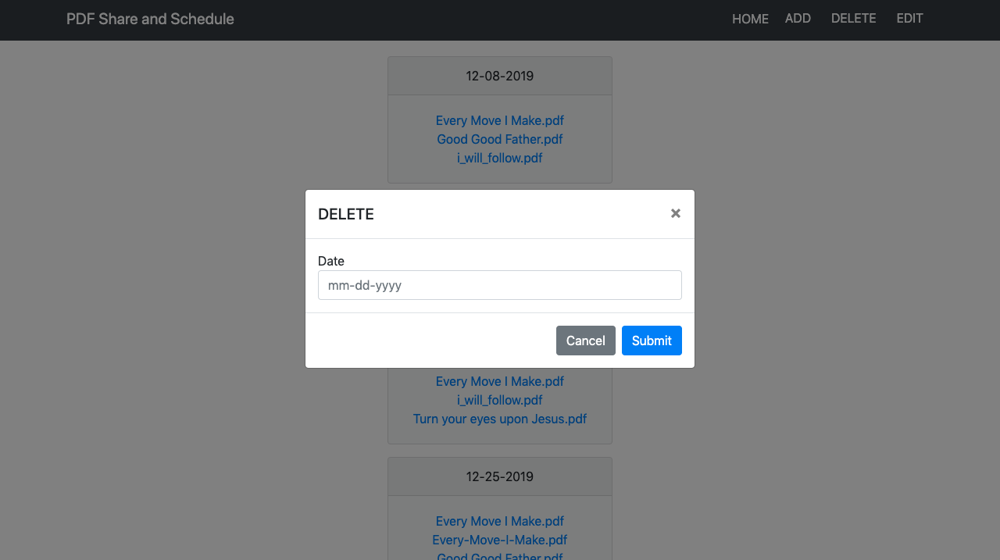 PDF Share and Schedule HOME ADD DELETE EDIT
12-08-2019
Every Move I Make.pdf
Good Good Father.pdf
i_will_follow.pdf
DELETE ×
Date
mm-dd-yyyy
Cancel Submit
Every Move I Make.pdf
i_will_follow.pdf
Turn your eyes upon Jesus.pdf
12-25-2019
Every Move I Make.pdf
Every-Move-I-Make.pdf
Good Good Father.pdf